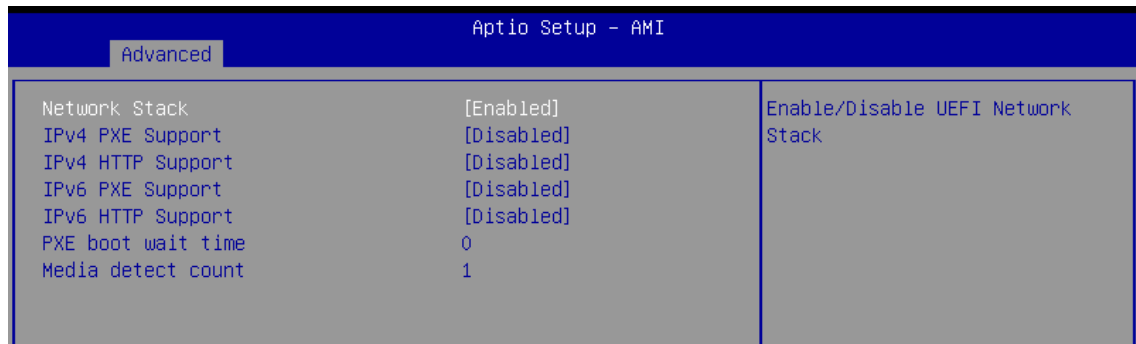 Aptio Setup – AMI
Advanced
Network Stack [Enabled]
IPv4 PXE Support [Disabled]
IPv4 HTTP Support [Disabled]
IPv6 PXE Support [Disabled]
IPv6 HTTP Support [Disabled]
PXE boot wait time 0
Media detect count 1
Enable/Disable UEFI Network
Stack